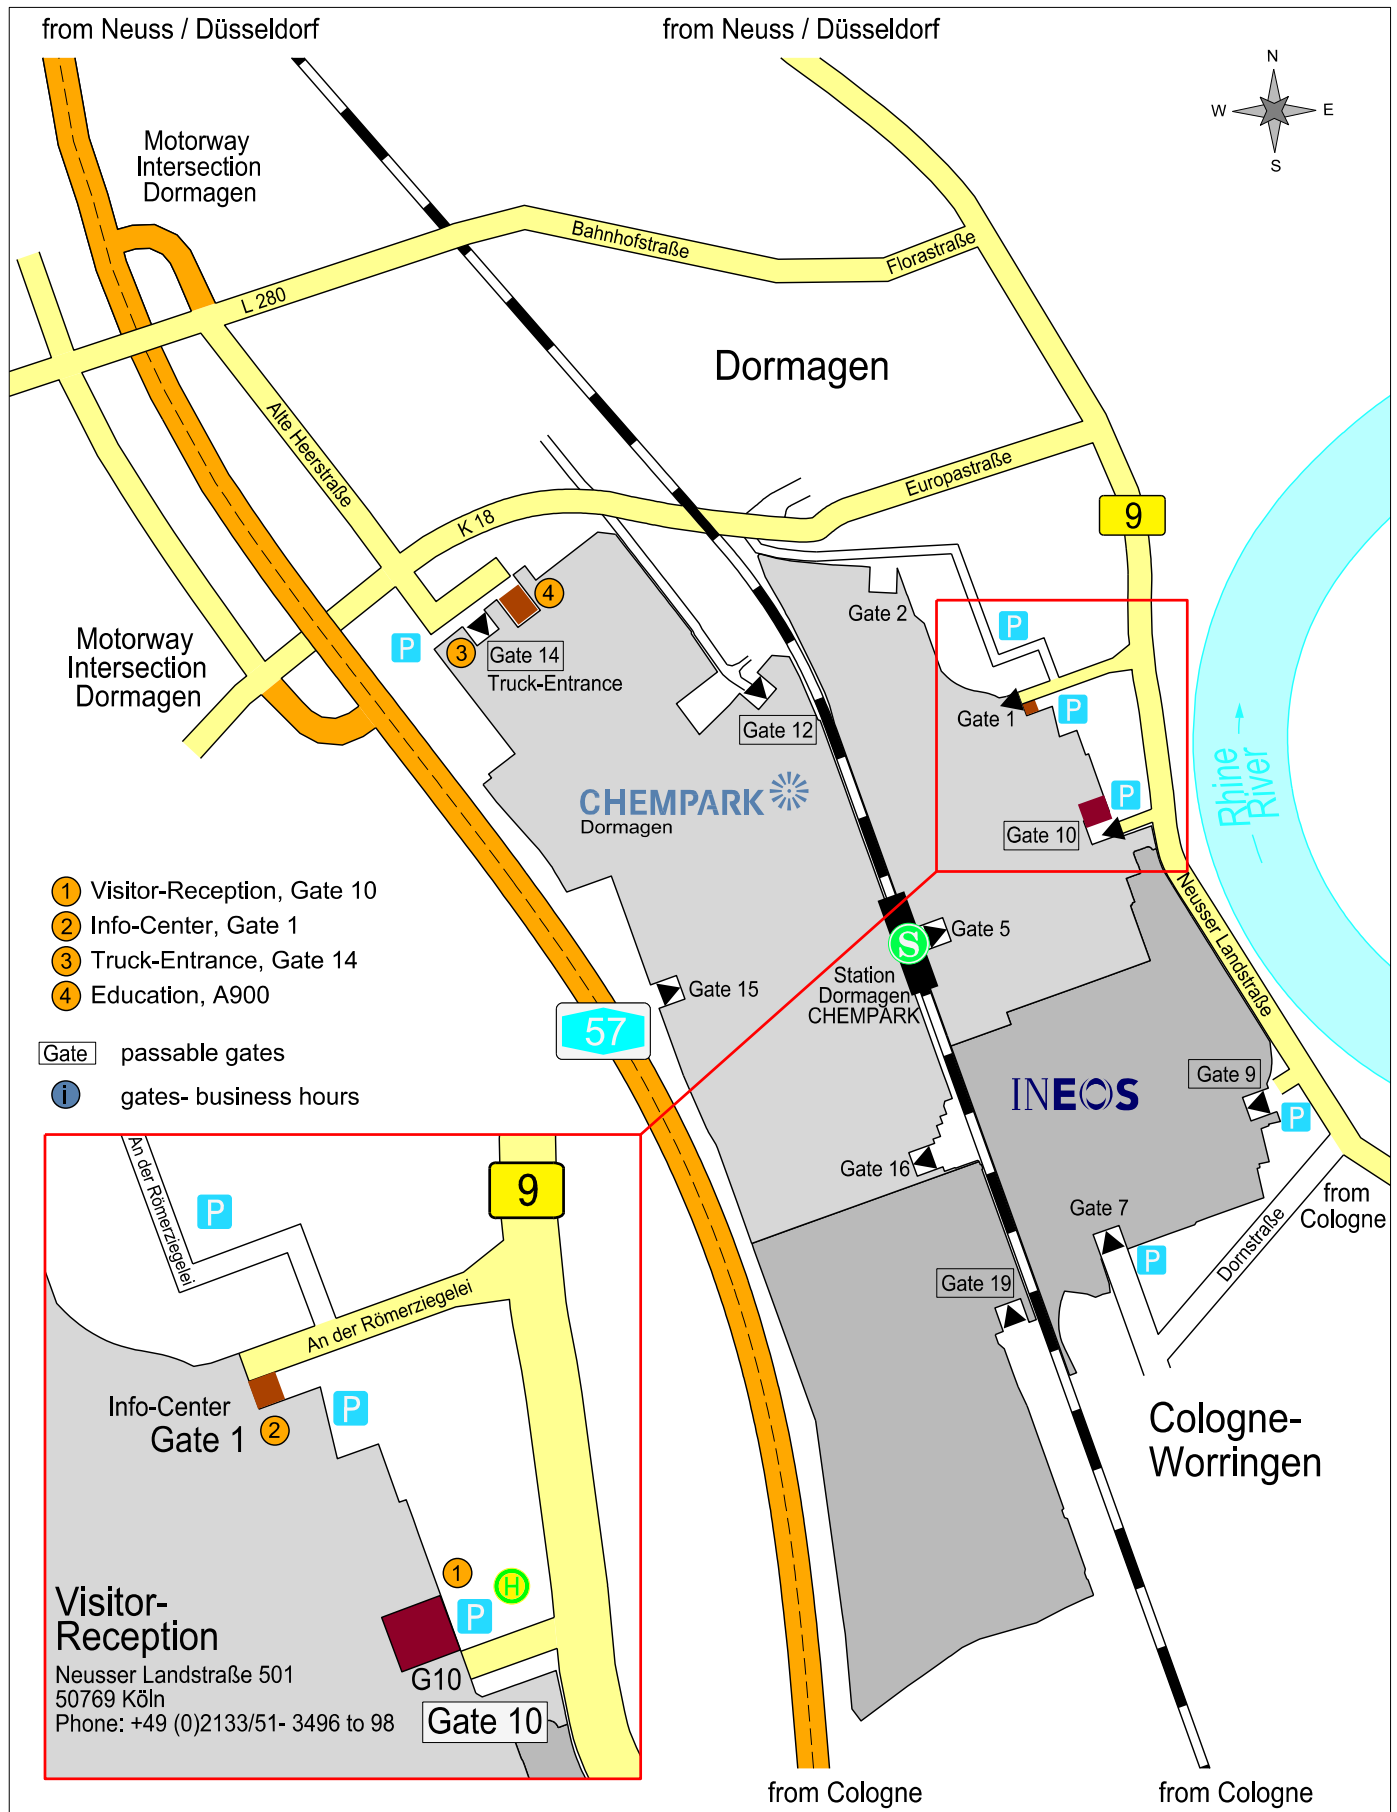 from Neuss / Düsseldorf
from Neuss / Düsseldorf
N
W
E
S
Motorway
Intersection
Dormagen
Bahnhofstraße
Florastraße
L 280
Dormagen
Alte Heerstraße
Europastraße
K 18
9
4
Gate 2
P
P
3
Gate 14
Truck-Entrance
Motorway
Intersection
Dormagen
Gate 1
P
Gate 12
Rhine
River
CHEMPARK
Dormagen
P
Gate 10
Neusser Landstraße
1 Visitor-Reception, Gate 10
2 Info-Center, Gate 1
3 Truck-Entrance, Gate 14
4 Education, A900
Gate passable gates
i gates- business hours
Gate 5
S
Station
Dormagen
CHEMPARK
Gate 15
57
Gate 9
INEOS
P
Gate 16
Gate 7
from
Cologne
P
Dornstraße
Gate 19
Cologne-
Worringen
An der Römerziegelei
P
9
An der Römerziegelei
Info-Center
Gate 1
2
P
1
H
P
Visitor-
Reception
G10
Neusser Landstraße 501
50769 Köln
Phone: +49 (0)2133/51- 3496 to 98
Gate 10
from Cologne
from Cologne